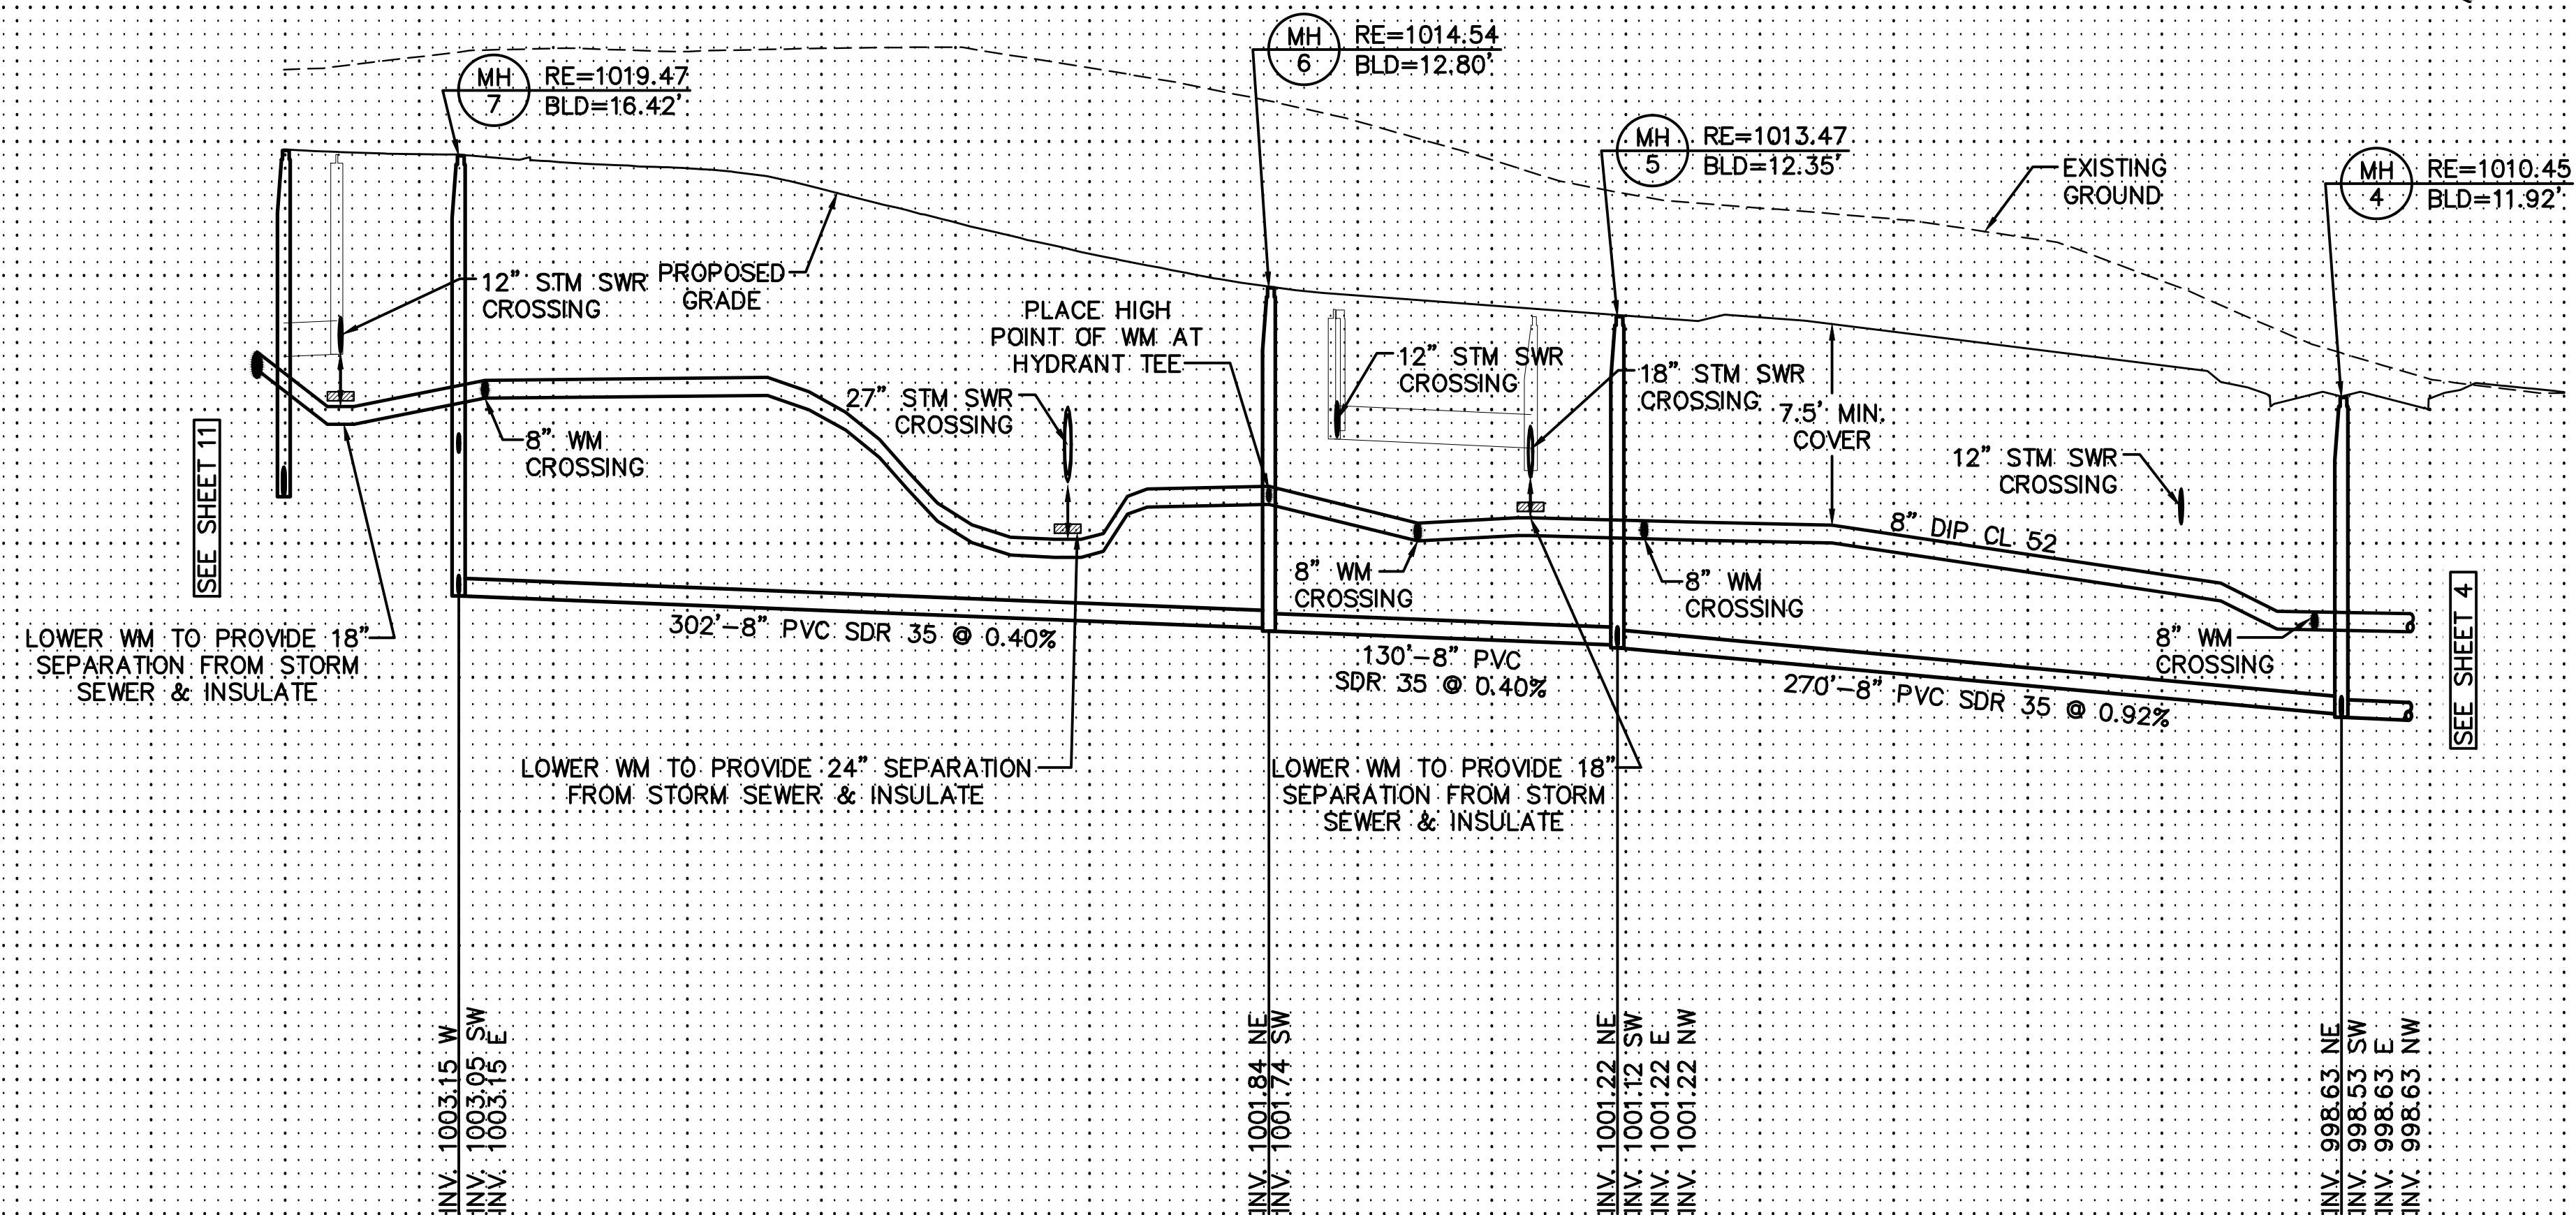 MH
6
RE=1014.54
BLD=12.80'
MH
7
RE=1019.47
BLD=16.42'
MH
5
RE=1013.47
BLD=12.35'
MH
4
RE=1010.45
BLD=11.92'
EXISTING
GROUND
12" STM SWR
CROSSING
PROPOSED
GRADE
PLACE HIGH
POINT OF WM AT
HYDRANT TEE
27" STM SWR
CROSSING
12" STM SWR
CROSSING
18" STM SWR
CROSSING
7.5' MIN.
COVER
12" STM SWR
CROSSING
8" WM
CROSSING
SEE SHEET 11
8" DIP CL 52
8" WM
CROSSING
8" WM
CROSSING
8" WM
CROSSING
SEE SHEET 4
LOWER WM TO PROVIDE 18"
SEPARATION FROM STORM
SEWER & INSULATE
302'-8" PVC SDR 35 @ 0.40%
130'-8" PVC
SDR 35 @ 0.40%
270'-8" PVC SDR 35 @ 0.92%
LOWER WM TO PROVIDE 24" SEPARATION
FROM STORM SEWER & INSULATE
LOWER WM TO PROVIDE 18"
SEPARATION FROM STORM
SEWER & INSULATE
INV. 1003.15 W
INV. 1003.05 SW
INV. 1003.15 E
INV. 1001.84 NE
INV. 1001.74 SW
INV. 1001.22 NE
INV. 1001.12 SW
INV. 1001.22 E
INV. 1001.22 NW
INV. 998.63 NE
INV. 998.53 SW
INV. 998.63 E
INV. 998.63 NW